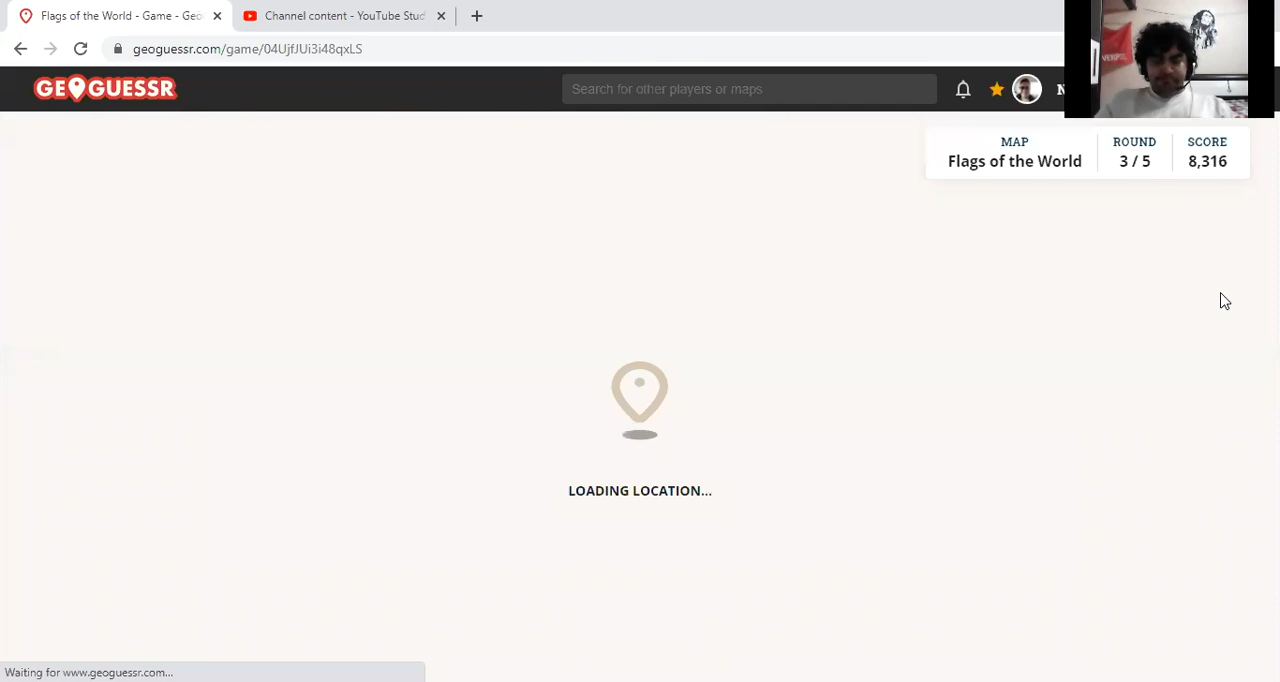 Flags of the World - Game - Geo
Channel content - YouTube Stud
geoguessr.com/game/04UjfJUi3i48qxLS
GEOGUESSR
Search for other players or maps
MAP
Flags of the World
ROUND
3 / 5
SCORE
8,316
LOADING LOCATION...
Waiting for www.geoguessr.com...